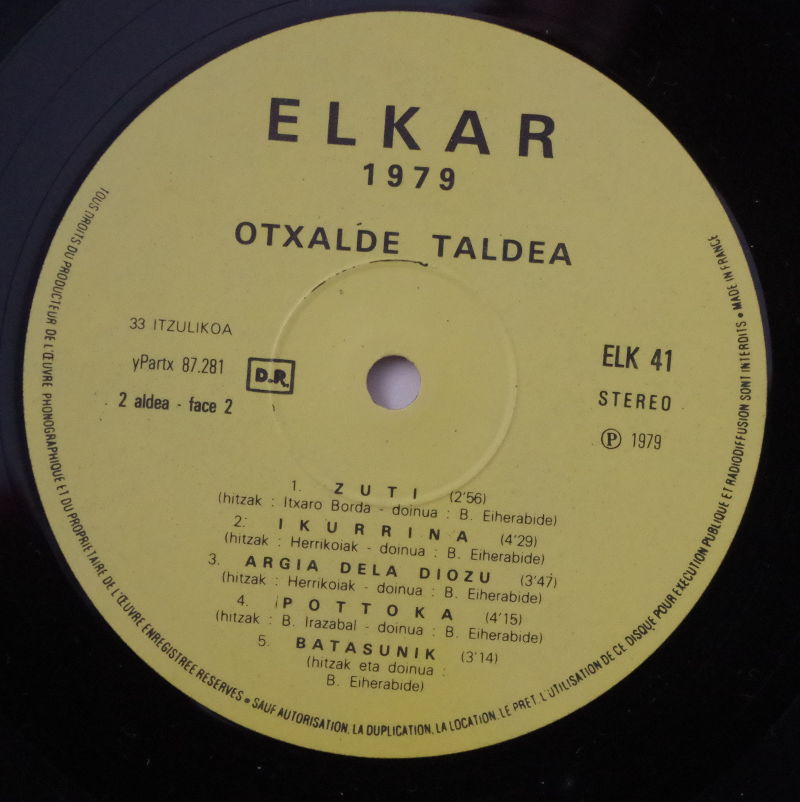 ELKAR
1979
OTXALDE TALDEA
33 ITZULIKOA
yPartx 87.281
D.R.
2 aldea - face 2
ELK 41
STEREO
Ⓟ 1979
1. ZUTI (2'56)
(hitzak : Itxaro Borda - doinua : B. Eiherabide)
2. IKURRINA (4'29)
(hitzak : Herrikoiak - doinua : B. Eiherabide)
3. ARGIA DELA DIOZU (3'47)
(hitzak : Herrikoiak - doinua : B. Eiherabide)
4. POTTOKA (4'15)
(hitzak : B. Irazabal - doinua : B. Eiherabide)
5. BATASUNIK (3'14)
(hitzak eta doinua :
B. Eiherabide)
TOUS DROITS DU PRODUCTEUR DE L'ŒUVRE PHONOGRAPHIQUE ET DU PROPRIETAIRE DE L'ŒUVRE ENREGISTREE RESERVES • SAUF AUTORISATION, LA DUPLICATION, LA LOCATION, LE PRET, L'UTILISATION DE CE DISQUE POUR EXECUTION PUBLIQUE ET RADIODIFFUSION SONT INTERDITS • MADE IN FRANCE